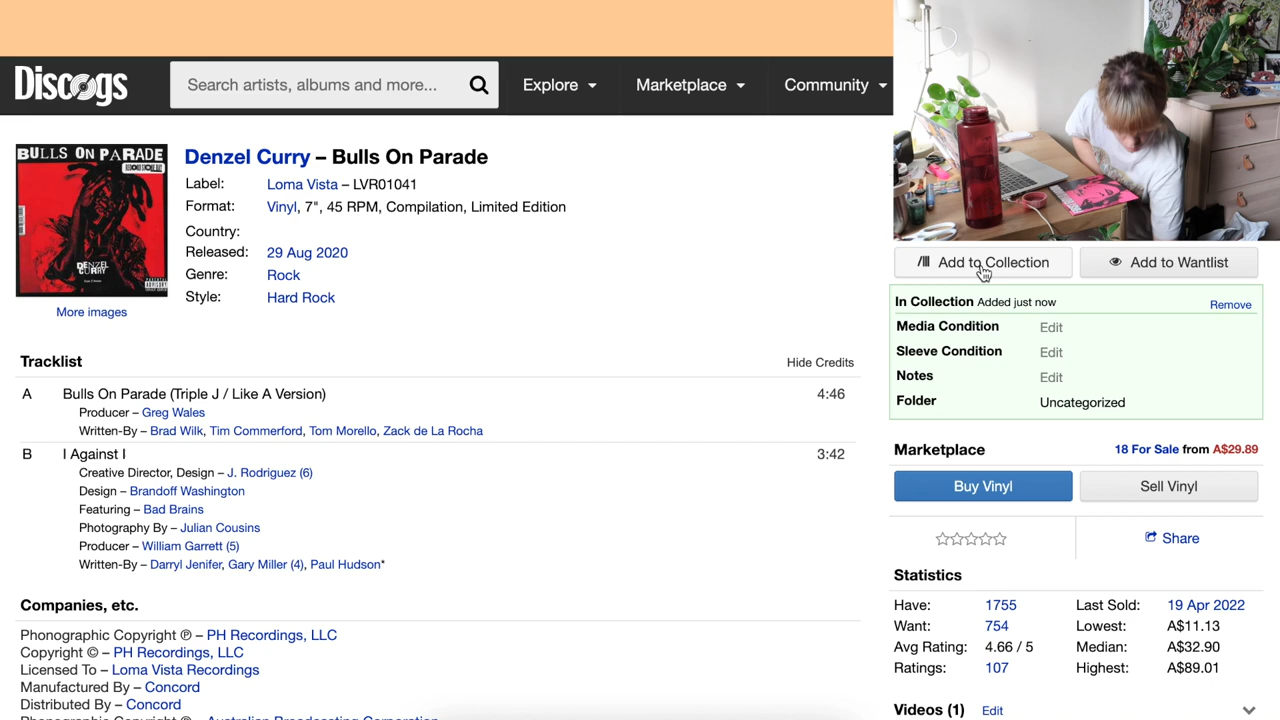 Discogs
Search artists, albums and more...
Explore
Marketplace
Community
BULLS ON PARADE
DENZEL
CURRY
More images
Denzel Curry – Bulls On Parade
Label: Loma Vista – LVR01041
Format: Vinyl, 7", 45 RPM, Compilation, Limited Edition
Country:
Released: 29 Aug 2020
Genre: Rock
Style: Hard Rock
Tracklist
Hide Credits
A Bulls On Parade (Triple J / Like A Version) 4:46
Producer – Greg Wales
Written-By – Brad Wilk, Tim Commerford, Tom Morello, Zack de La Rocha
B I Against I 3:42
Creative Director, Design – J. Rodriguez (6)
Design – Brandoff Washington
Featuring – Bad Brains
Photography By – Julian Cousins
Producer – William Garrett (5)
Written-By – Darryl Jenifer, Gary Miller (4), Paul Hudson*
Companies, etc.
Phonographic Copyright ℗ – PH Recordings, LLC
Copyright © – PH Recordings, LLC
Licensed To – Loma Vista Recordings
Manufactured By – Concord
Distributed By – Concord
Phonographic Copyright ℗ – Australian Broadcasting Corporation
Add to Collection
Add to Wantlist
In Collection Added just now Remove
Media Condition Edit
Sleeve Condition Edit
Notes Edit
Folder Uncategorized
Marketplace 18 For Sale from A$29.89
Buy Vinyl
Sell Vinyl
Share
Statistics
Have: 1755 Last Sold: 19 Apr 2022
Want: 754 Lowest: A$11.13
Avg Rating: 4.66 / 5 Median: A$32.90
Ratings: 107 Highest: A$89.01
Videos (1) Edit